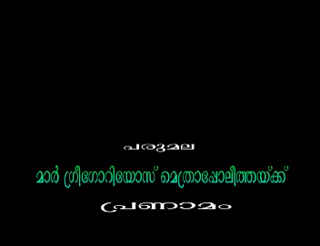 പരുമല
മാർ ഗ്രീഗോറിയോസ് മെത്രാപ്പോലീത്തയ്ക്ക്
പ്രണാമം